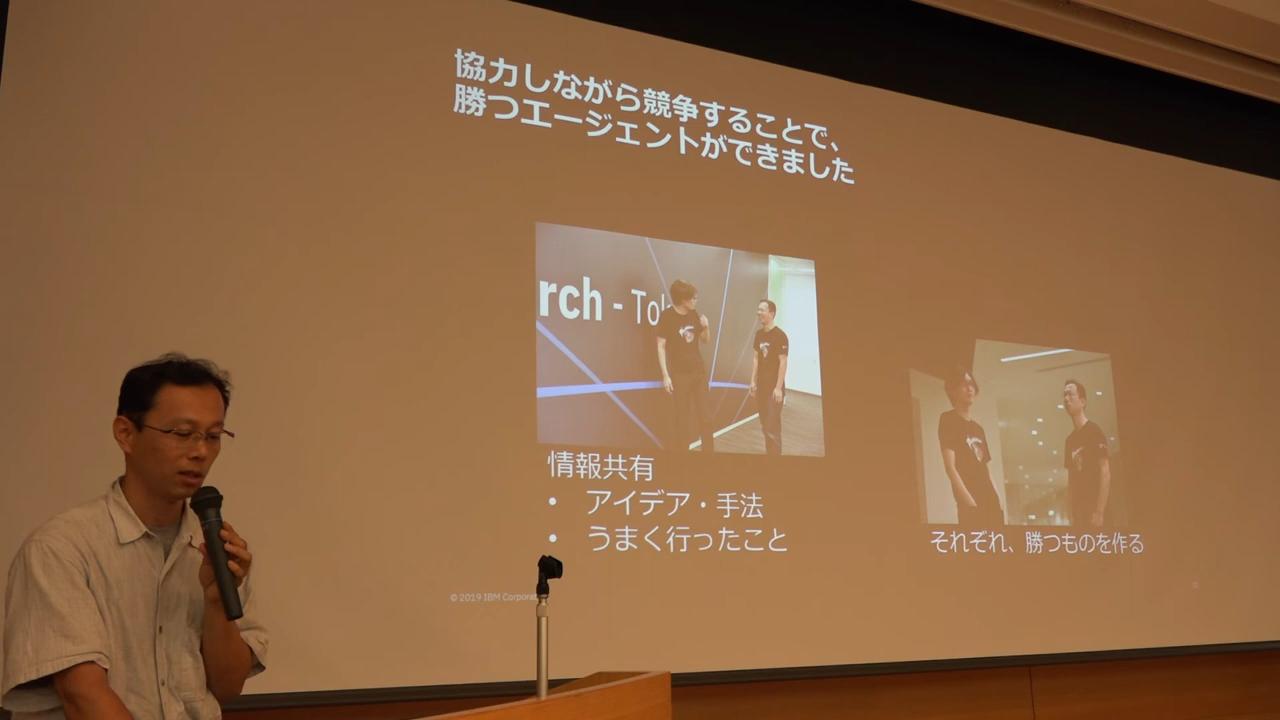 協力しながら競争することで、
勝つエージェントができました
rch - Tok
情報共有
• アイデア・手法
• うまく行ったこと
それぞれ、勝つものを作る
© 2019 IBM Corporat